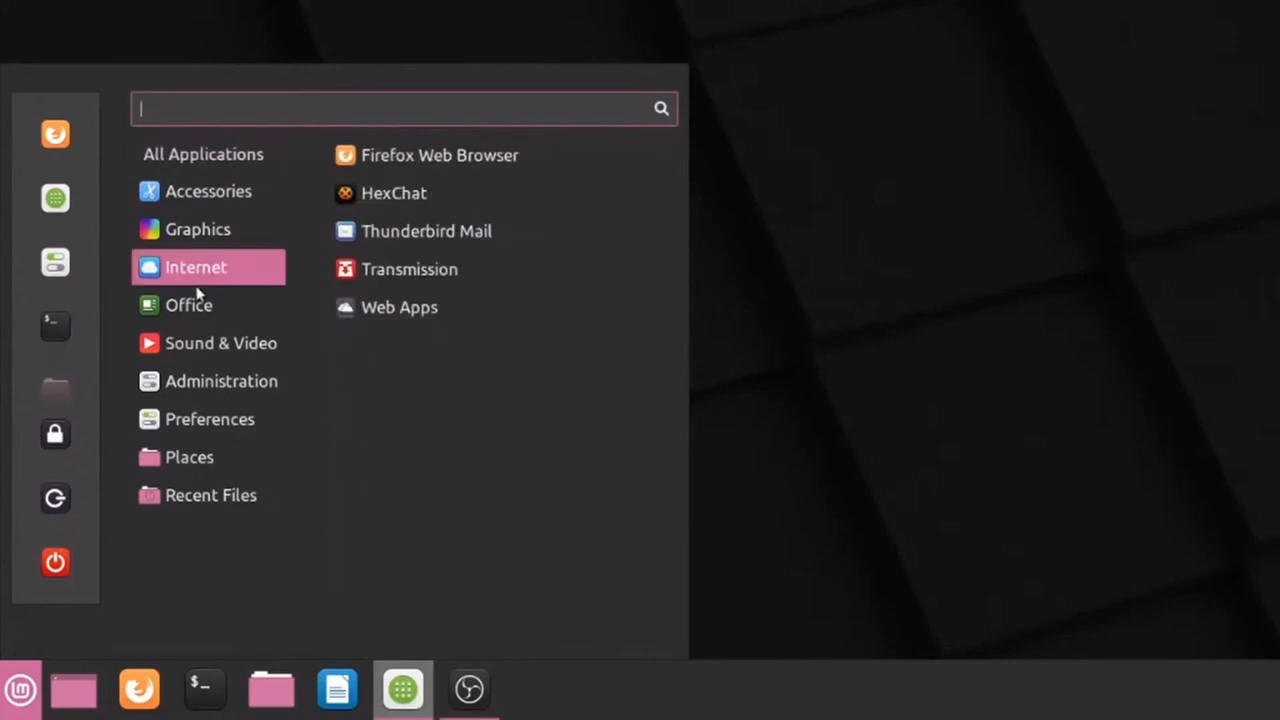 All Applications
Accessories
Graphics
Internet
Office
Sound & Video
Administration
Preferences
Places
Recent Files
Firefox Web Browser
HexChat
Thunderbird Mail
Transmission
Web Apps